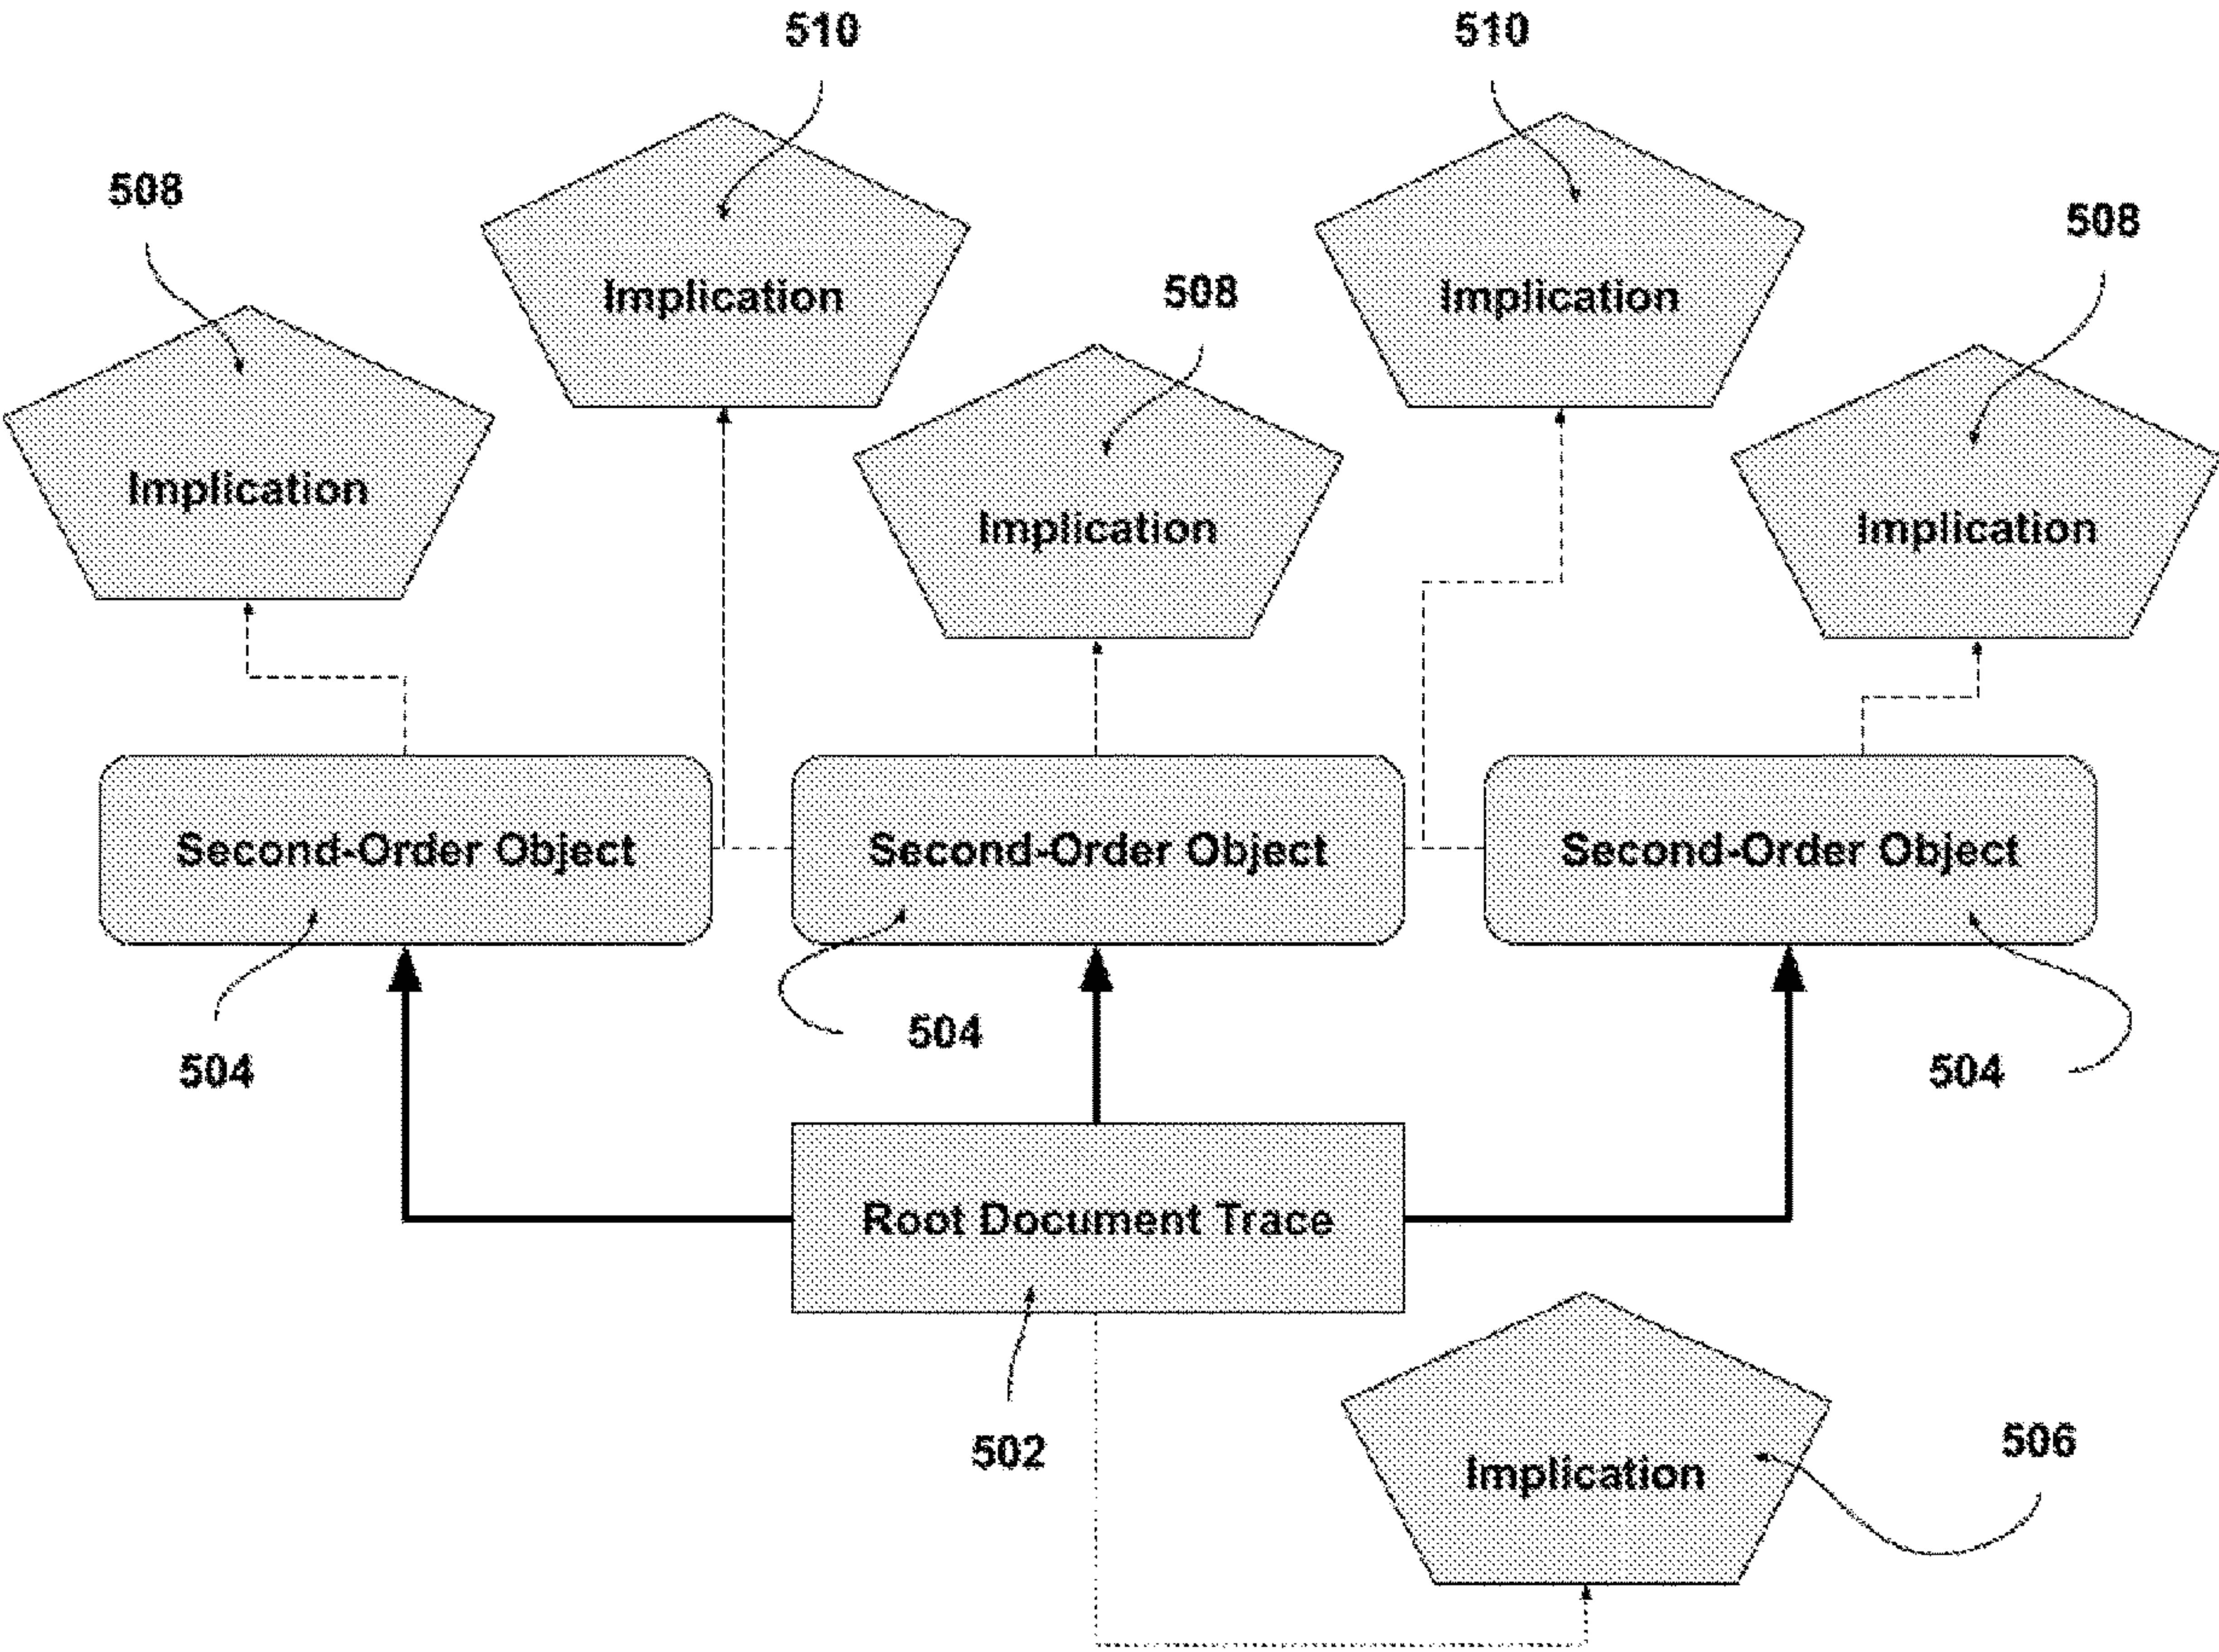 510
510
508
508
Implication
508
Implication
Implication
Implication
Implication
Second-Order Object
Second-Order Object
Second-Order Object
504
504
504
Root Document Trace
502
506
Implication